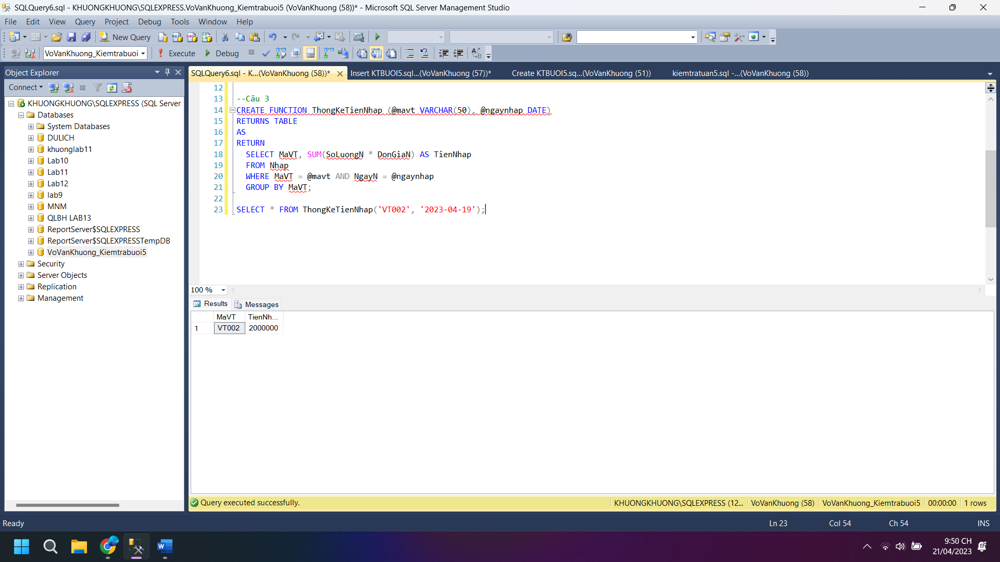 SQLQuery6.sql - KHUONGKHUONG\SQLEXPRESS.VoVanKhuong_Kiemtrabuoi5 (VoVanKhuong (58))* - Microsoft SQL Server Management Studio
File Edit View Query Project Debug Tools Window Help
New Query
VoVanKhuong_Kiemtrabuoi Execute Debug
Object Explorer
Connect
KHUONGKHUONG\SQLEXPRESS (SQL Server
Databases
System Databases
DULICH
khuonglab11
Lab10
Lab11
Lab12
lab9
MNM
QLBH LAB13
ReportServer$SQLEXPRESS
ReportServer$SQLEXPRESSTempDB
VoVanKhuong_Kiemtrabuoi5
Security
Server Objects
Replication
Management
SQLQuery6.sql - K...(VoVanKhuong (58))* Insert KTBUOI5.sql...(VoVanKhuong (57))* Create KTBUOI5.sq...(VoVanKhuong (51)) kiemtratuan5.sql -...(VoVanKhuong (58))
12
13 --Câu 3
14 CREATE FUNCTION ThongKeTienNhap (@mavt VARCHAR(50), @ngaynhap DATE)
15 RETURNS TABLE
16 AS
17 RETURN
18 SELECT MaVT, SUM(SoLuongN * DonGiaN) AS TienNhap
19 FROM Nhap
20 WHERE MaVT = @mavt AND NgayN = @ngaynhap
21 GROUP BY MaVT;
22
23 SELECT * FROM ThongKeTienNhap('VT002', '2023-04-19');
100 %
Results Messages
MaVT TienNh...
1 VT002 2000000
Query executed successfully. KHUONGKHUONG\SQLEXPRESS (12... VoVanKhuong (58) VoVanKhuong_Kiemtrabuoi5 00:00:00 1 rows
Ready Ln 23 Col 54 Ch 54 INS
9:50 CH
21/04/2023